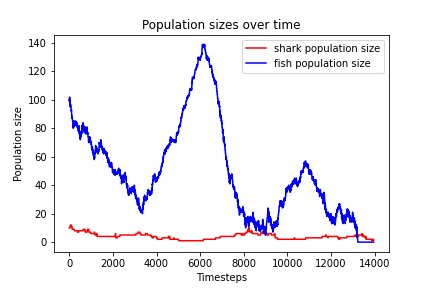 Population sizes over time
140
120
100
80
60
40
20
0
Population size
shark population size
fish population size
0 2000 4000 6000 8000 10000 12000 14000
Timesteps